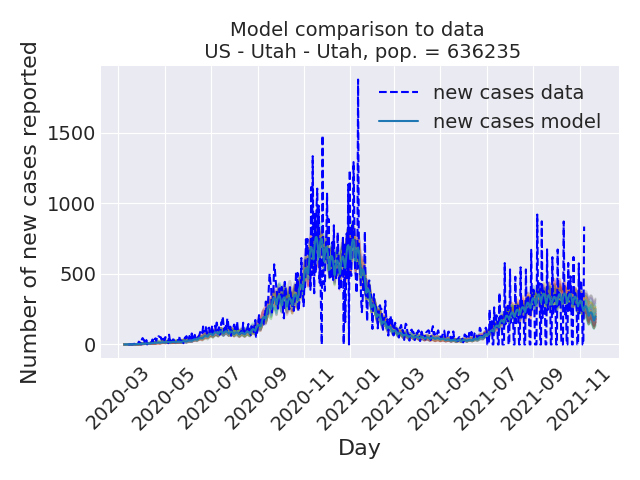 Model comparison to data
US - Utah - Utah, pop. = 636235
Number of new cases reported
1500
1000
500
0
new cases data
new cases model
2020-03
2020-05
2020-07
2020-09
2020-11
2021-01
2021-03
2021-05
2021-07
2021-09
2021-11
Day